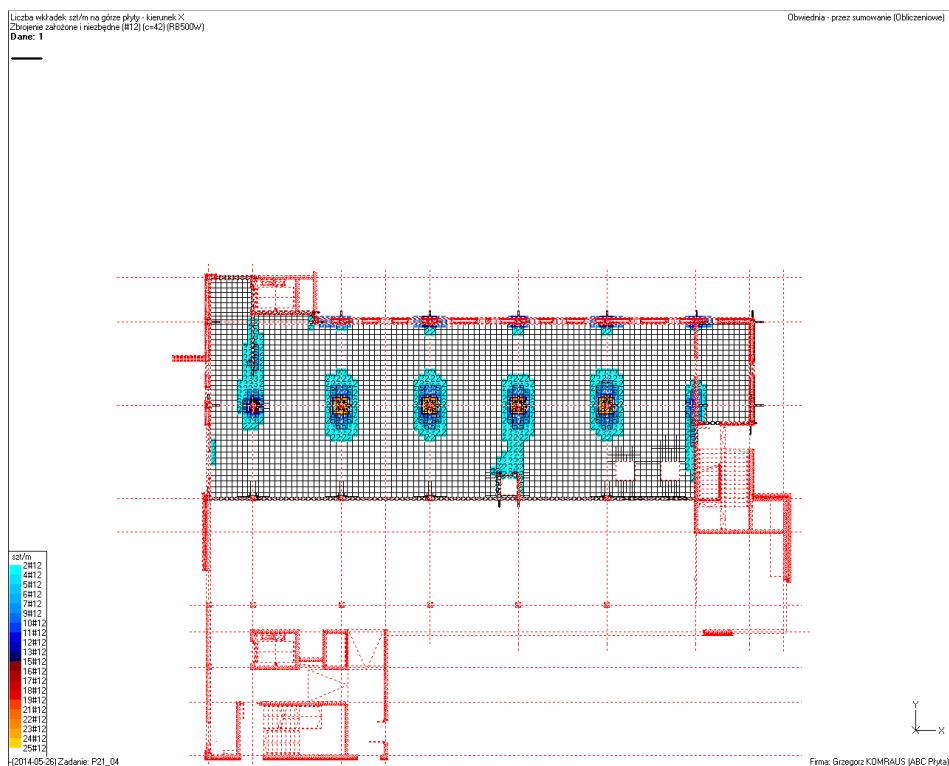 Liczba wkładek szt/m na górze płyty - kierunek X
Zbrojenie założone i niezbędne (#12) (c=42) (RB500W)
Dane: 1
Obwiednia - przez sumowanie (Obliczeniowe)
szt/m
2#12
4#12
5#12
6#12
7#12
9#12
10#12
11#12
12#12
13#12
15#12
16#12
17#12
18#12
19#12
21#12
22#12
23#12
24#12
25#12
Y
X
-(2014-05-26) Zadanie: P21_04
Firma: Grzegorz KOMRAUS (ABC Płyta)